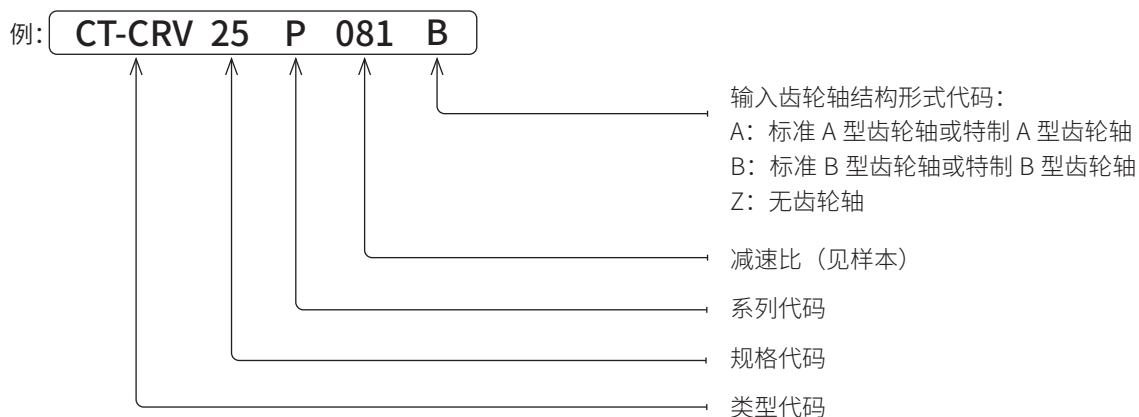 例： CT-CRV 25 P 081 B
输入齿轮轴结构形式代码：
A：标准 A 型齿轮轴或特制 A 型齿轮轴
B：标准 B 型齿轮轴或特制 B 型齿轮轴
Z：无齿轮轴
减速比（见样本）
系列代码
规格代码
类型代码